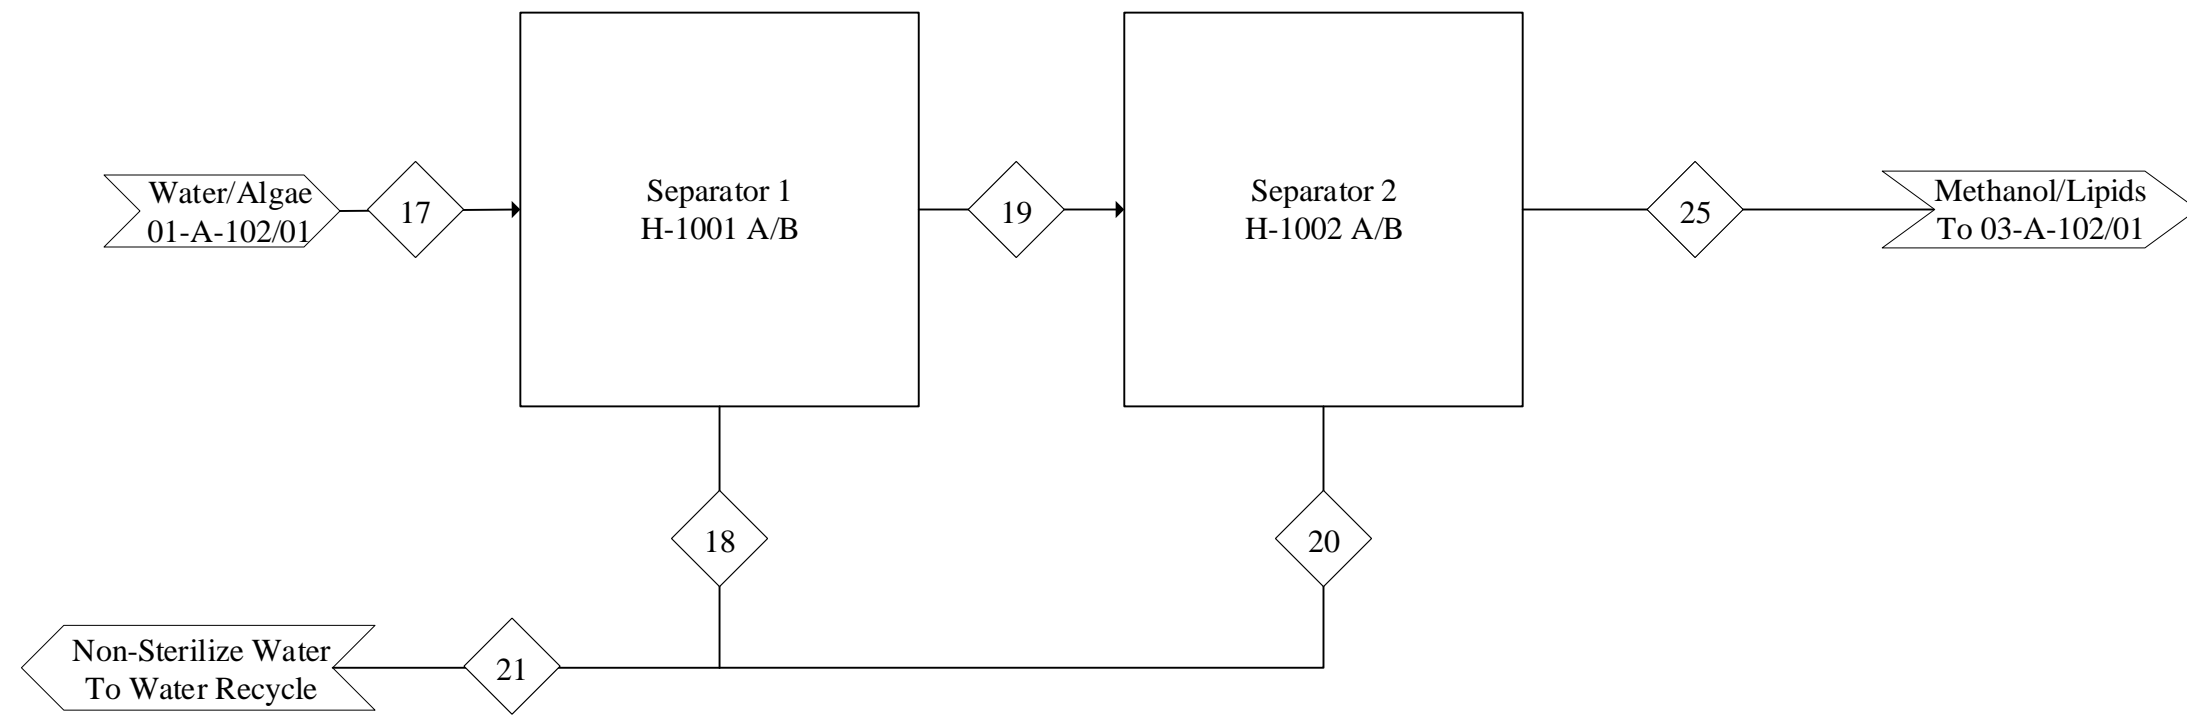 Water/Algae
01-A-102/01
17
Separator 1
H-1001 A/B
19
Separator 2
H-1002 A/B
25
Methanol/Lipids
To 03-A-102/01
18
20
Non-Sterilize Water
To Water Recycle
21